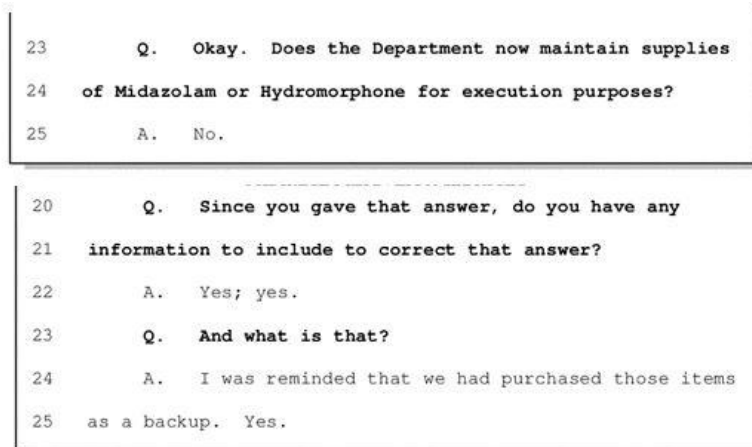 23 Q. Okay. Does the Department now maintain supplies
24 of Midazolam or Hydromorphone for execution purposes?
25 A. No.
20 Q. Since you gave that answer, do you have any
21 information to include to correct that answer?
22 A. Yes; yes.
23 Q. And what is that?
24 A. I was reminded that we had purchased those items
25 as a backup. Yes.